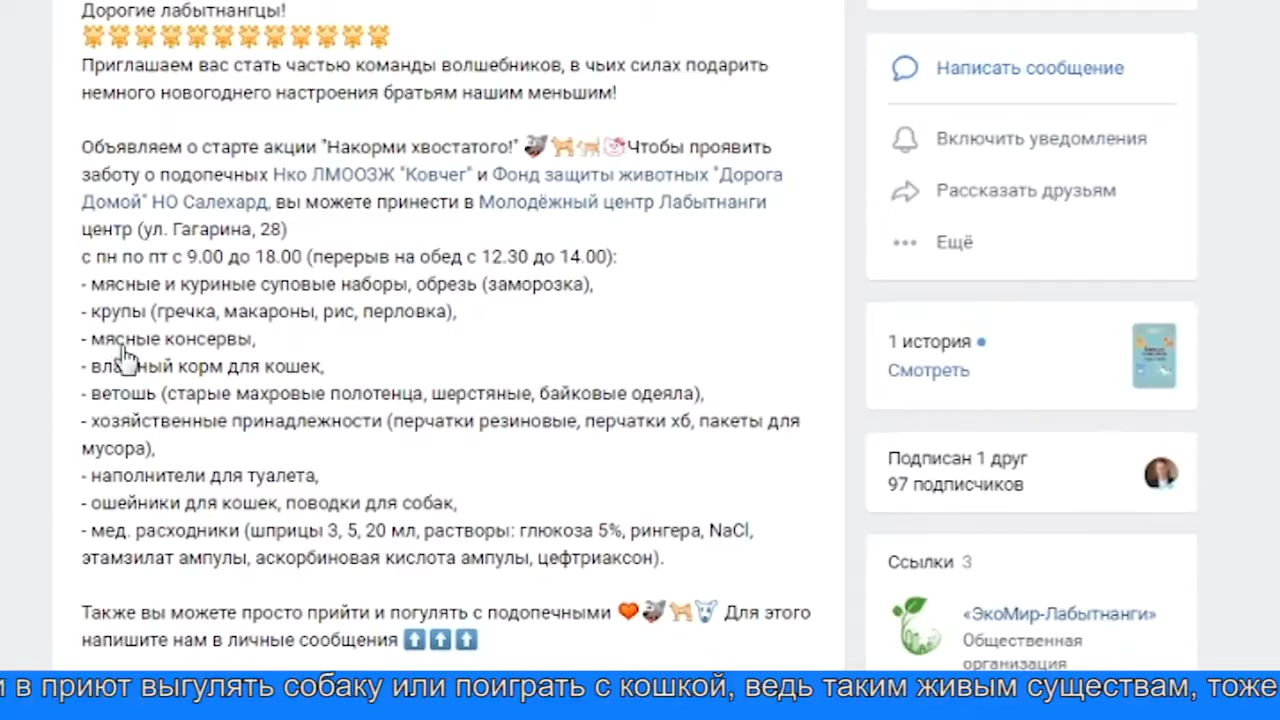 Дорогие лабытнангцы!
Приглашаем вас стать частью команды волшебников, в чьих силах подарить
немного новогоднего настроения братьям нашим меньшим!
Объявляем о старте акции "Накорми хвостатого!" Чтобы проявить
заботу о подопечных Нко ЛМООЗЖ "Ковчег" и Фонд защиты животных "Дорога
Домой" НО Салехард, вы можете принести в Молодёжный центр Лабытнанги
центр (ул. Гагарина, 28)
с пн по пт с 9.00 до 18.00 (перерыв на обед с 12.30 до 14.00):
- мясные и куриные суповые наборы, обрезь (заморозка),
- крупы (гречка, макароны, рис, перловка),
- мясные консервы,
- влажный корм для кошек,
- ветошь (старые махровые полотенца, шерстяные, байковые одеяла),
- хозяйственные принадлежности (перчатки резиновые, перчатки хб, пакеты для
мусора),
- наполнители для туалета,
- ошейники для кошек, поводки для собак,
- мед. расходники (шприцы 3, 5, 20 мл, растворы: глюкоза 5%, рингера, NaCl,
этамзилат ампулы, аскорбиновая кислота ампулы, цефтриаксон).
Также вы можете просто прийти и погулять с подопечными Для этого
напишите нам в личные сообщения
Написать сообщение
Включить уведомления
Рассказать друзьям
Ещё
1 история
Смотреть
Подписан 1 друг
97 подписчиков
Ссылки 3
«ЭкоМир-Лабытнанги»
Общественная
организация
и в приют выгулять собаку или поиграть с кошкой, ведь таким живым существам, тоже